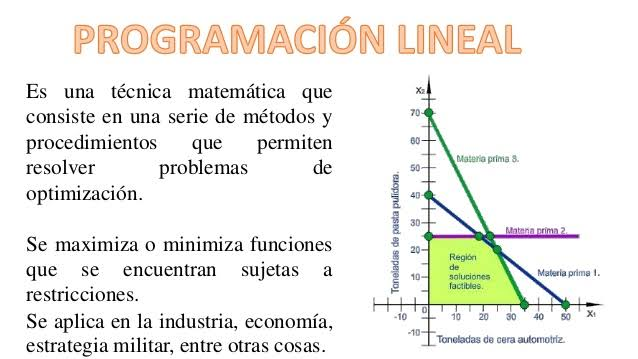 PROGRAMACIÓN LINEAL
Es una técnica matemática que
consiste en una serie de métodos y
procedimientos que permiten
resolver problemas de
optimización.
Se maximiza o minimiza funciones
que se encuentran sujetas a
restricciones.
Se aplica en la industria, economía,
estrategia militar, entre otras cosas.
X₂
70
60
50
40
30
20
10
0
-10
-10
10
20
30
40
50
X₁
Toneladas de pasta pulidora.
Materia prima 3.
Materia prima 2.
Materia prima 1.
Región
de
soluciones
factibles.
Toneladas de cera automotríz.